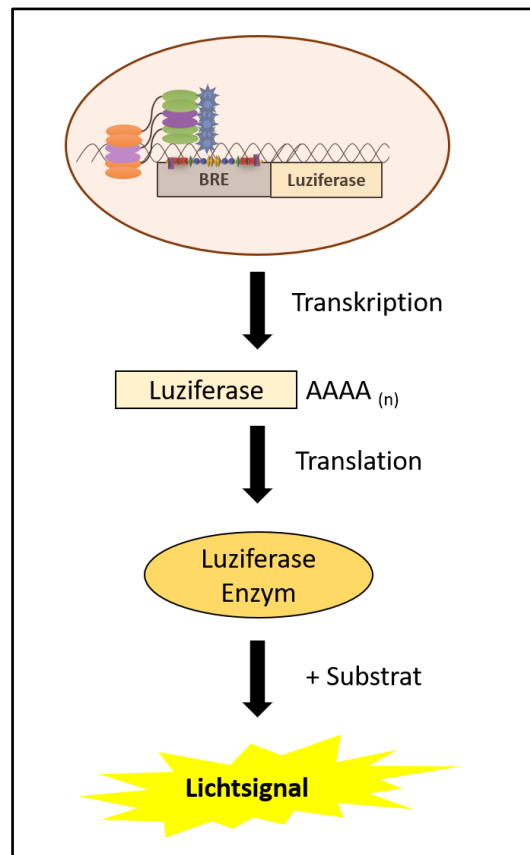 BRE
Luziferase
Transkription
Luziferase
AAAA (n)
Translation
Luziferase
Enzym
+ Substrat
Lichtsignal